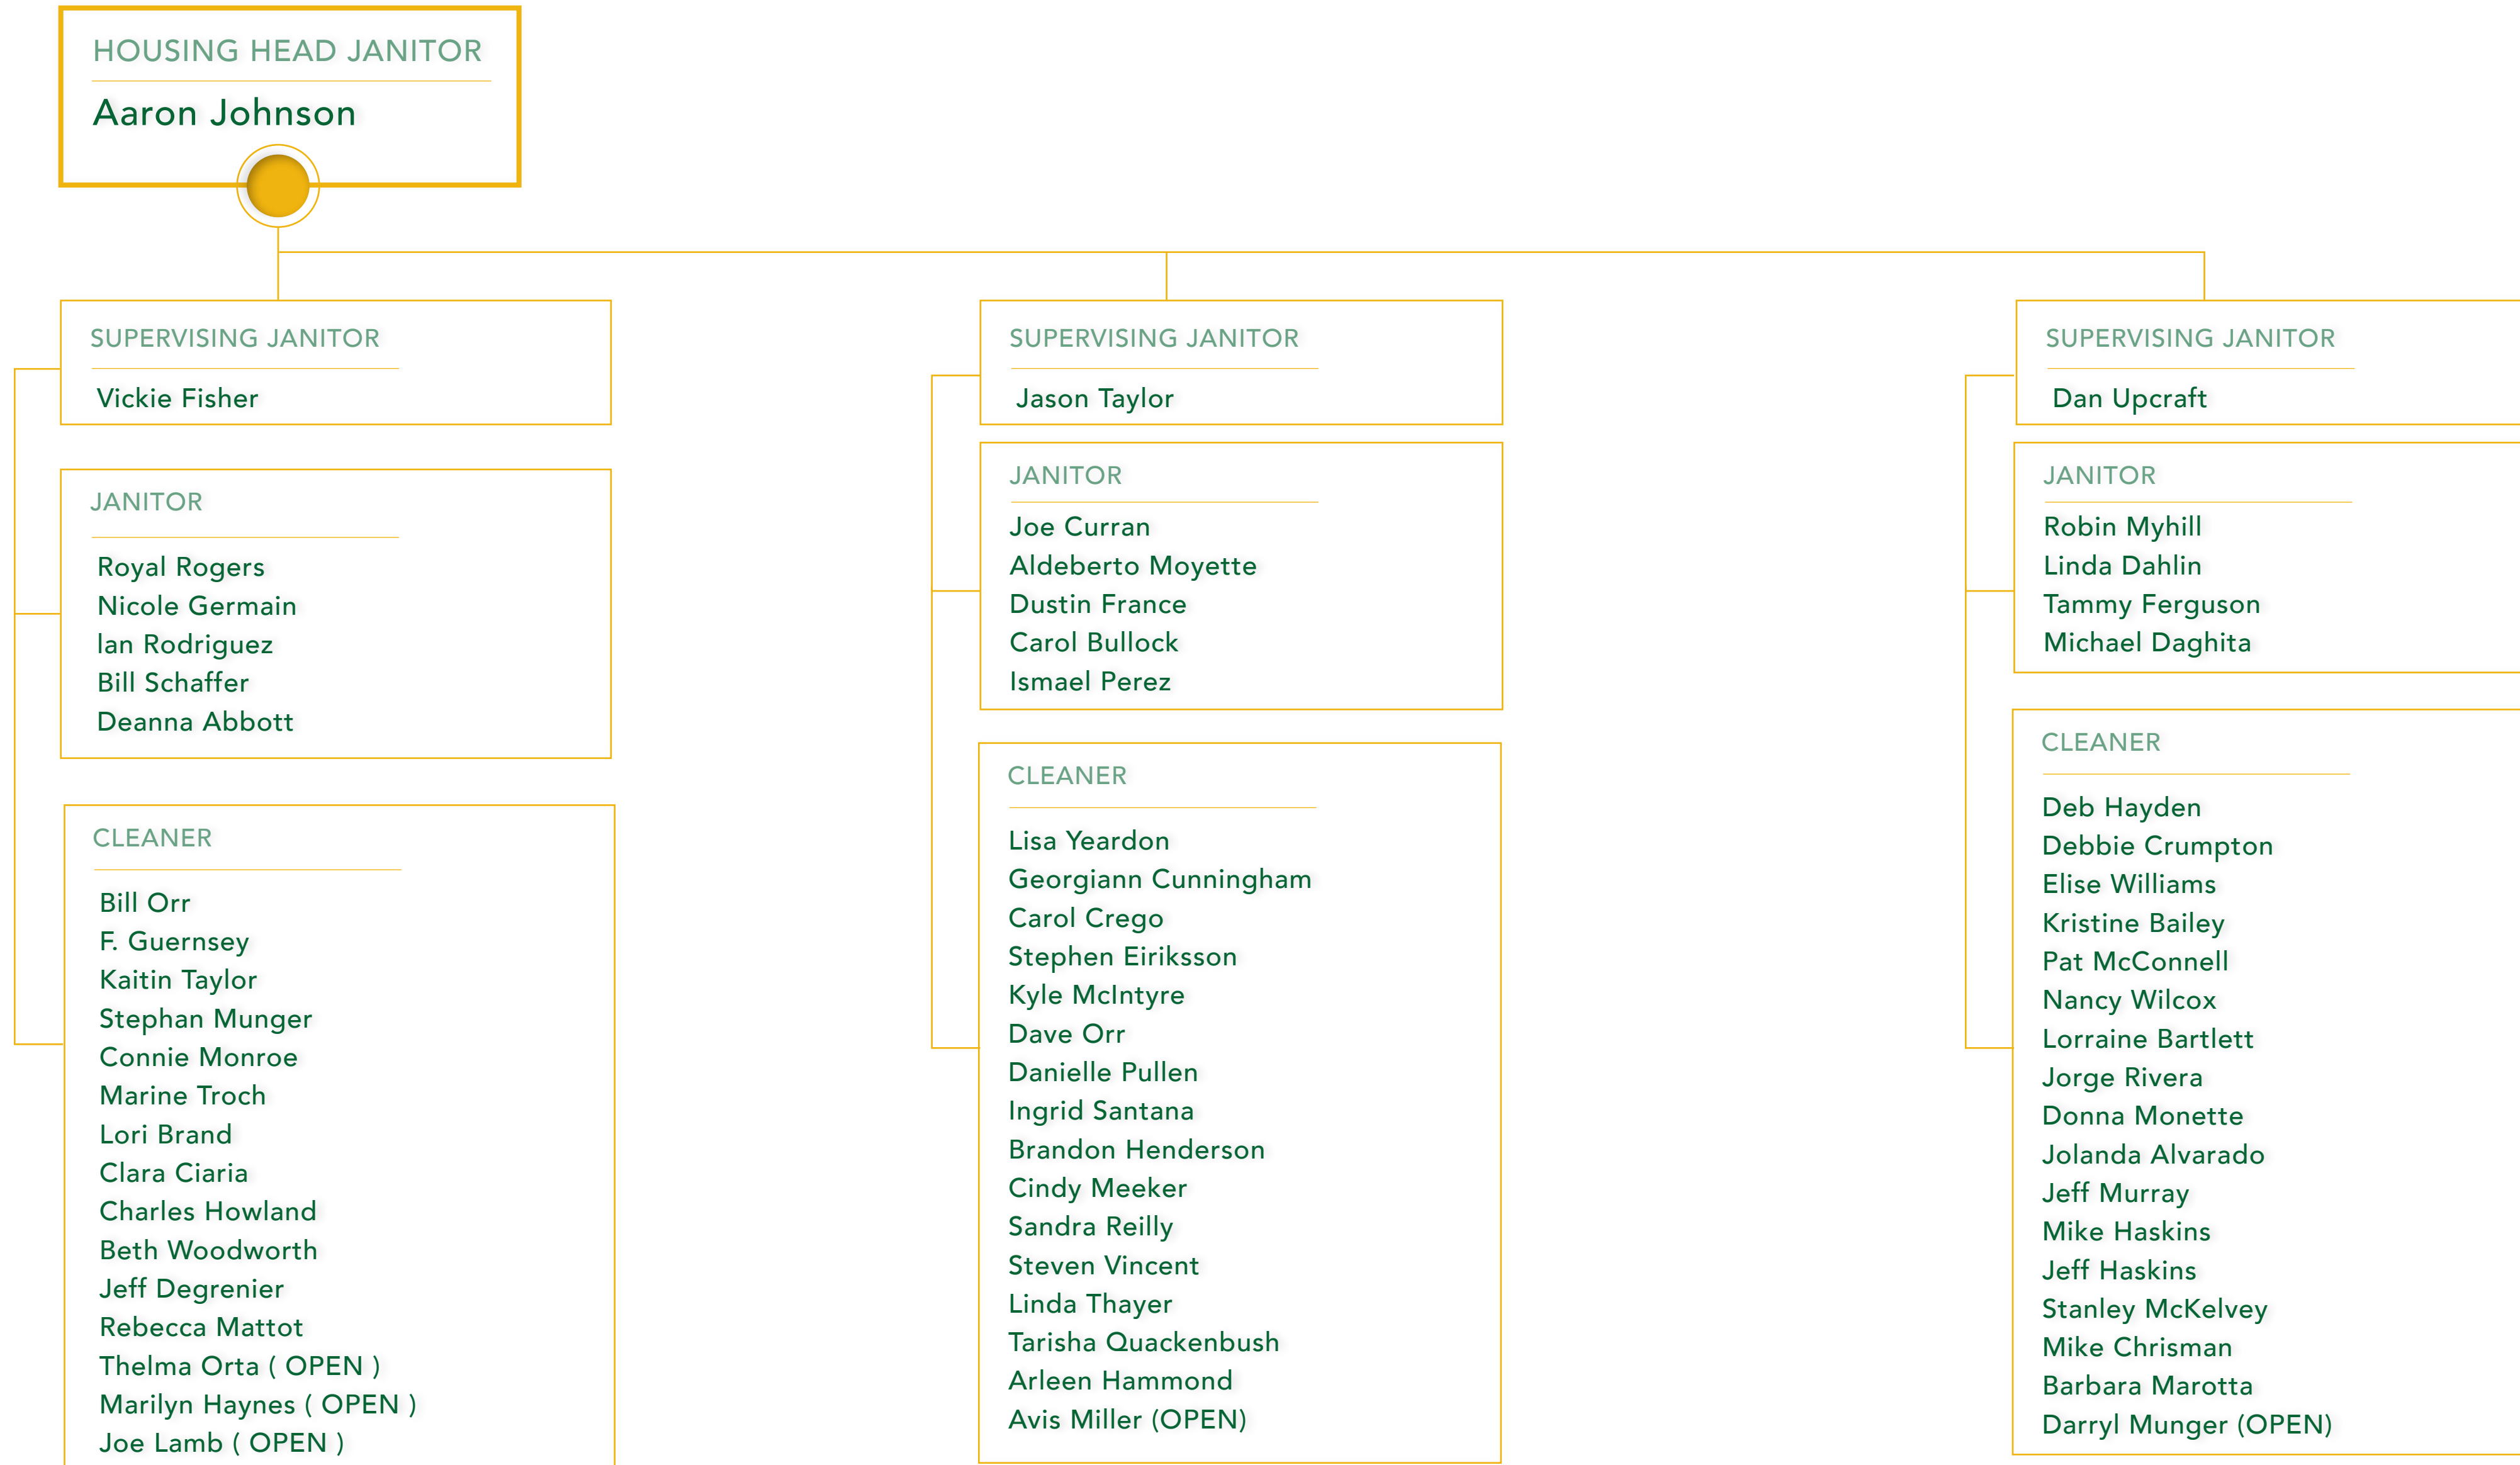 HOUSING HEAD JANITOR
Aaron Johnson
SUPERVISING JANITOR
Vickie Fisher
JANITOR
Royal Rogers
Nicole Germain
Ian Rodriguez
Bill Schaffer
Deanna Abbott
CLEANER
Bill Orr
F. Guernsey
Kaitin Taylor
Stephan Munger
Connie Monroe
Marine Troch
Lori Brand
Clara Ciaria
Charles Howland
Beth Woodworth
Jeff Degrenier
Rebecca Mattot
Thelma Orta ( OPEN )
Marilyn Haynes ( OPEN )
Joe Lamb ( OPEN )
SUPERVISING JANITOR
Jason Taylor
JANITOR
Joe Curran
Aldeberto Moyette
Dustin France
Carol Bullock
Ismael Perez
CLEANER
Lisa Yeardon
Georgiann Cunningham
Carol Crego
Stephen Eiriksson
Kyle McIntyre
Dave Orr
Danielle Pullen
Ingrid Santana
Brandon Henderson
Cindy Meeker
Sandra Reilly
Steven Vincent
Linda Thayer
Tarisha Quackenbush
Arleen Hammond
Avis Miller (OPEN)
SUPERVISING JANITOR
Dan Upcraft
JANITOR
Robin Myhill
Linda Dahlin
Tammy Ferguson
Michael Daghita
CLEANER
Deb Hayden
Debbie Crumpton
Elise Williams
Kristine Bailey
Pat McConnell
Nancy Wilcox
Lorraine Bartlett
Jorge Rivera
Donna Monette
Jolanda Alvarado
Jeff Murray
Mike Haskins
Jeff Haskins
Stanley McKelvey
Mike Chrisman
Barbara Marotta
Darryl Munger (OPEN)